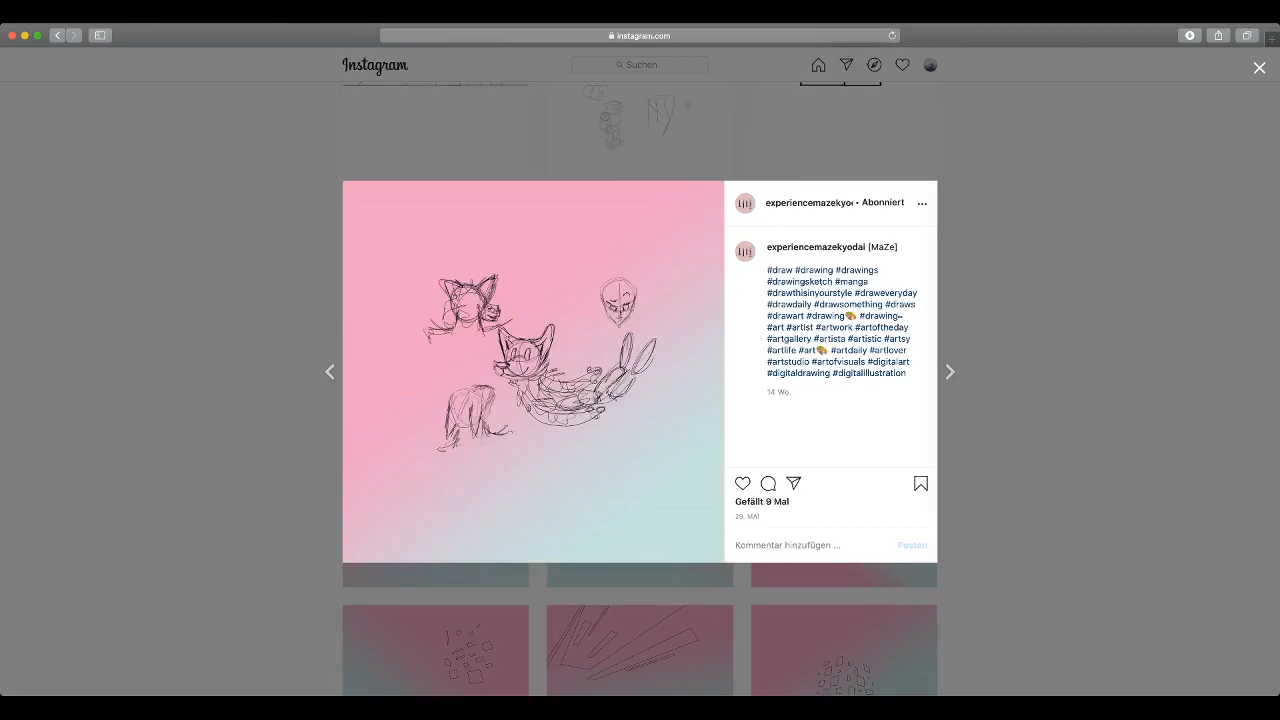 instagram.com
Instagram
Suchen
experiencemazekyo • Abonniert
experiencemazekyodai [MaZe]
#draw #drawing #drawings
#drawingsketch #manga
#drawthisinyourstyle #draweveryday
#drawdaily #drawsomething #draws
#drawart #drawing🎨 #drawing✏
#art #artist #artwork #artoftheday
#artgallery #artista #artistic #artsy
#artlife #art🎨 #artdaily #artlover
#artstudio #artofvisuals #digitalart
#digitaldrawing #digitalillustration
14 Wo.
Gefällt 9 Mal
29. MAI
Kommentar hinzufügen ...
Posten